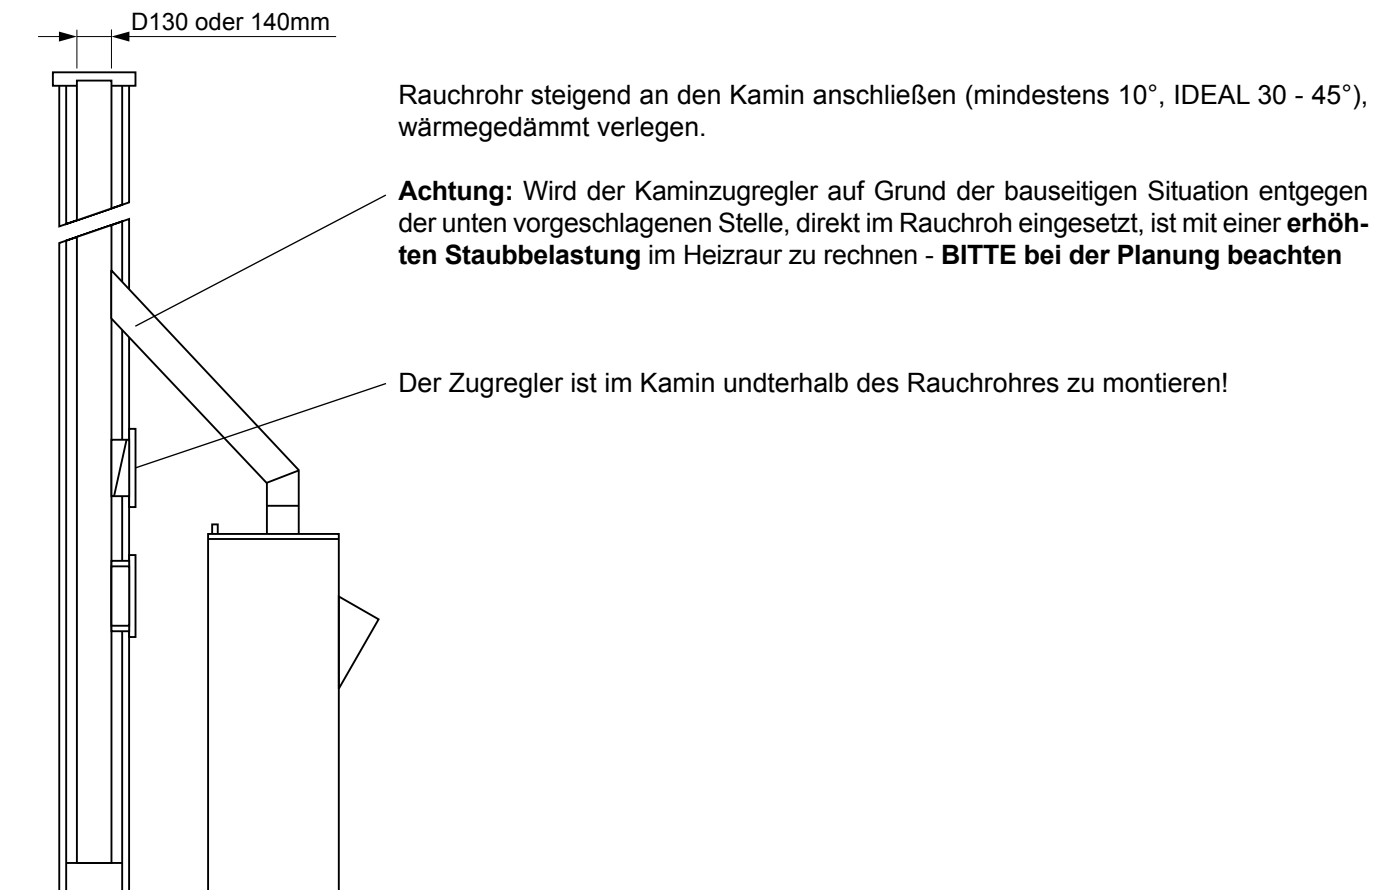 D130 oder 140mm
Rauchrohr steigend an den Kamin anschließen (mindestens 10°, IDEAL 30 - 45°),
wärmegedämmt verlegen.
Achtung: Wird der Kaminzugregler auf Grund der bauseitigen Situation entgegen
der unten vorgeschlagenen Stelle, direkt im Rauchroh eingesetzt, ist mit einer erhöh-
ten Staubbelastung im Heizraur zu rechnen - BITTE bei der Planung beachten
Der Zugregler ist im Kamin undterhalb des Rauchrohres zu montieren!